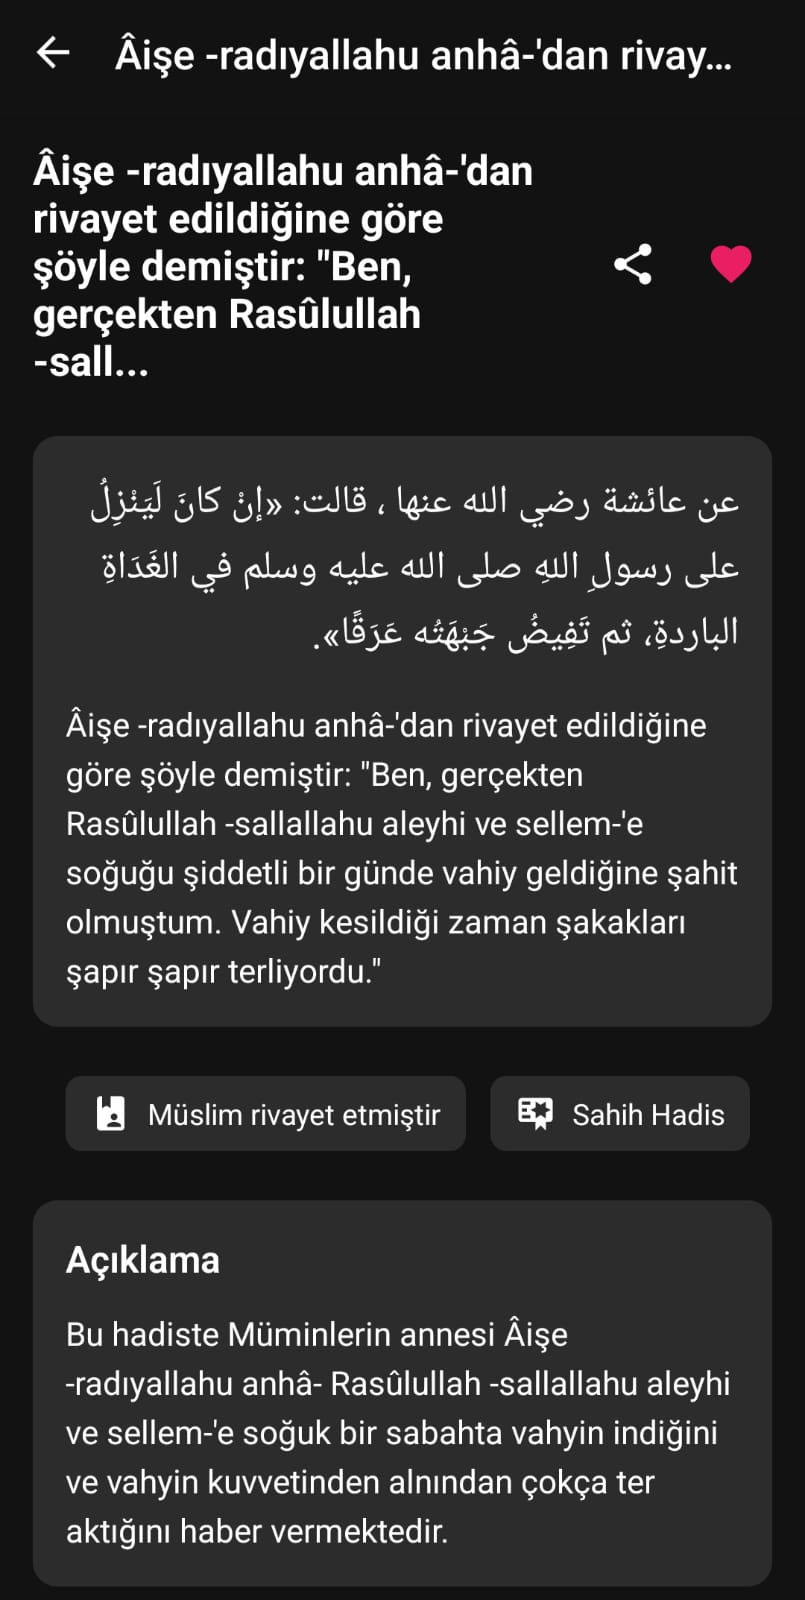 Âişe -radıyallahu anhâ-'dan rivay...
Âişe -radıyallahu anhâ-'dan
rivayet edildiğine göre
şöyle demiştir: "Ben,
gerçekten Rasûlullah
-sall...
عن عائشة رضي الله عنها ، قالت: «إنْ كانَ لَيَنْزِلُ
على رسولِ اللهِ صلى الله عليه وسلم في الغَدَاةِ
الباردةِ، ثم تَفِيضُ جَبْهَتُه عَرَقًا».
Âişe -radıyallahu anhâ-'dan rivayet edildiğine
göre şöyle demiştir: "Ben, gerçekten
Rasûlullah -sallallahu aleyhi ve sellem-'e
soğuğu şiddetli bir günde vahiy geldiğine şahit
olmuştum. Vahiy kesildiği zaman şakakları
şapır şapır terliyordu."
Müslim rivayet etmiştir
Sahih Hadis
Açıklama
Bu hadiste Müminlerin annesi Âişe
-radıyallahu anhâ- Rasûlullah -sallallahu aleyhi
ve sellem-'e soğuk bir sabahta vahyin indiğini
ve vahyin kuvvetinden alnından çokça ter
aktığını haber vermektedir.